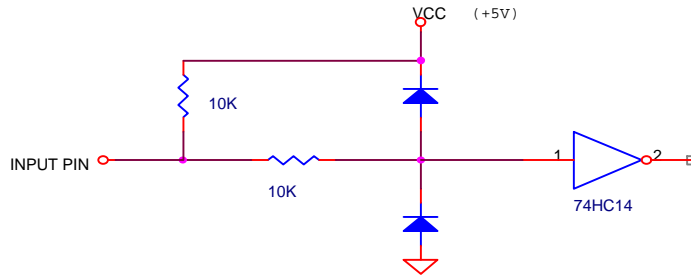 VCC (+5V)
10K
INPUT PIN
10K
1
2
74HC14